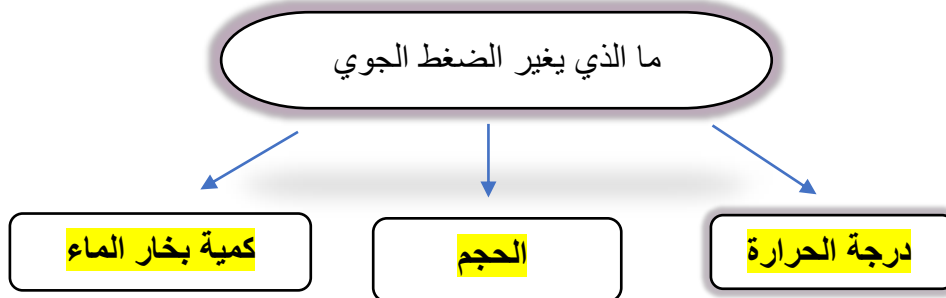 ما الذي يغير الضغط الجوي
درجة الحرارة
الحجم
كمية بخار الماء